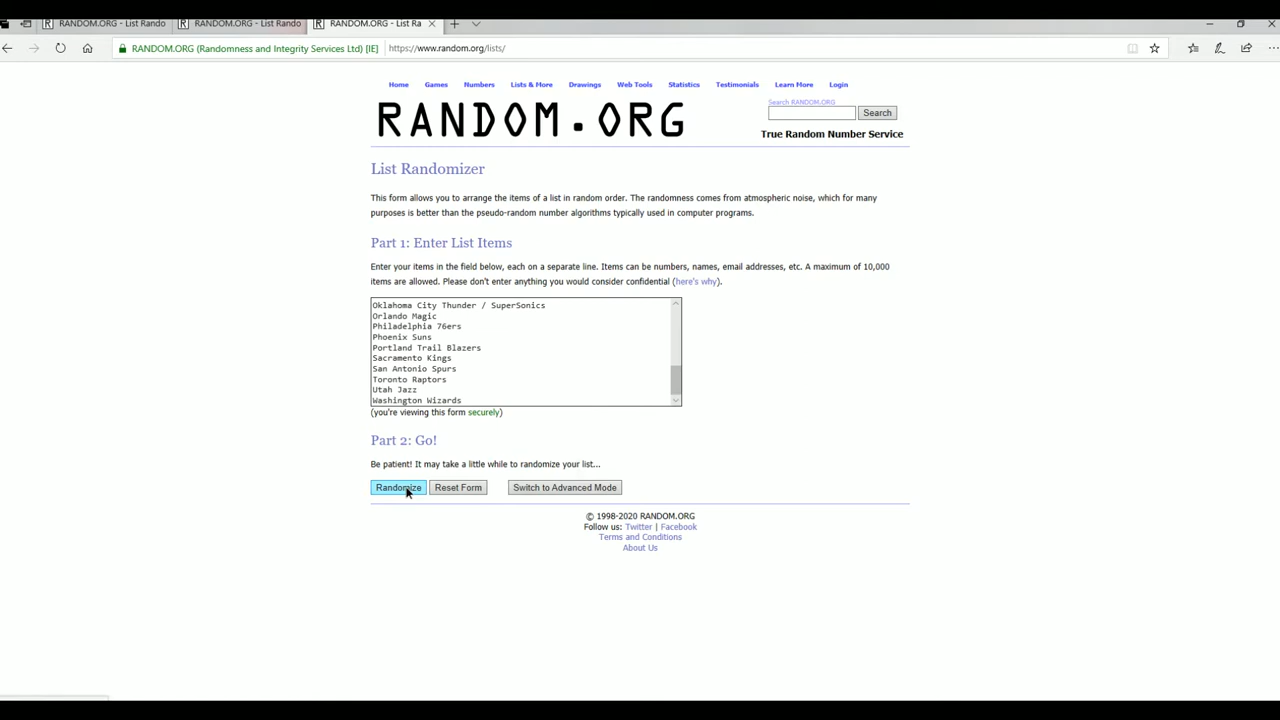 RANDOM.ORG - List Rando
RANDOM.ORG - List Rando
RANDOM.ORG - List Ra
RANDOM.ORG (Randomness and Integrity Services Ltd) [IE]
https://www.random.org/lists/
Home Games Numbers Lists & More Drawings Web Tools Statistics Testimonials Learn More Login
RANDOM.ORG
Search RANDOM.ORG
Search
True Random Number Service
List Randomizer
This form allows you to arrange the items of a list in random order. The randomness comes from atmospheric noise, which for many
purposes is better than the pseudo-random number algorithms typically used in computer programs.
Part 1: Enter List Items
Enter your items in the field below, each on a separate line. Items can be numbers, names, email addresses, etc. A maximum of 10,000
items are allowed. Please don't enter anything you would consider confidential (here's why).
Oklahoma City Thunder / SuperSonics
Orlando Magic
Philadelphia 76ers
Phoenix Suns
Portland Trail Blazers
Sacramento Kings
San Antonio Spurs
Toronto Raptors
Utah Jazz
Washington Wizards
(you're viewing this form securely)
Part 2: Go!
Be patient! It may take a little while to randomize your list...
Randomize Reset Form Switch to Advanced Mode
© 1998-2020 RANDOM.ORG
Follow us: Twitter | Facebook
Terms and Conditions
About Us